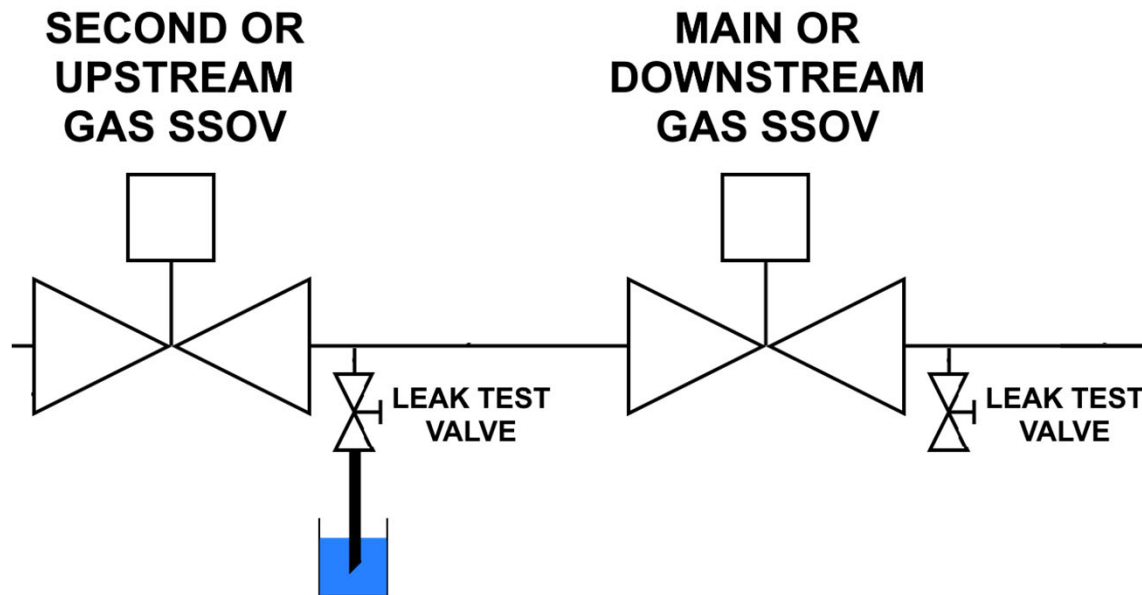 SECOND OR
UPSTREAM
GAS SSOV
MAIN OR
DOWNSTREAM
GAS SSOV
LEAK TEST
VALVE
LEAK TEST
VALVE